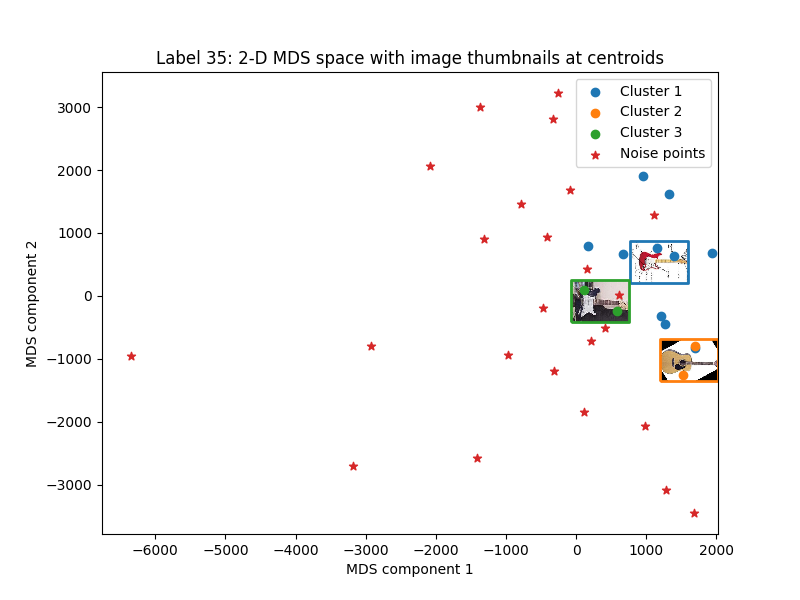 Label 35: 2-D MDS space with image thumbnails at centroids
Cluster 1
Cluster 2
Cluster 3
Noise points
3000
2000
1000
0
−1000
−2000
−3000
MDS component 2
−6000 −5000 −4000 −3000 −2000 −1000 0 1000 2000
MDS component 1